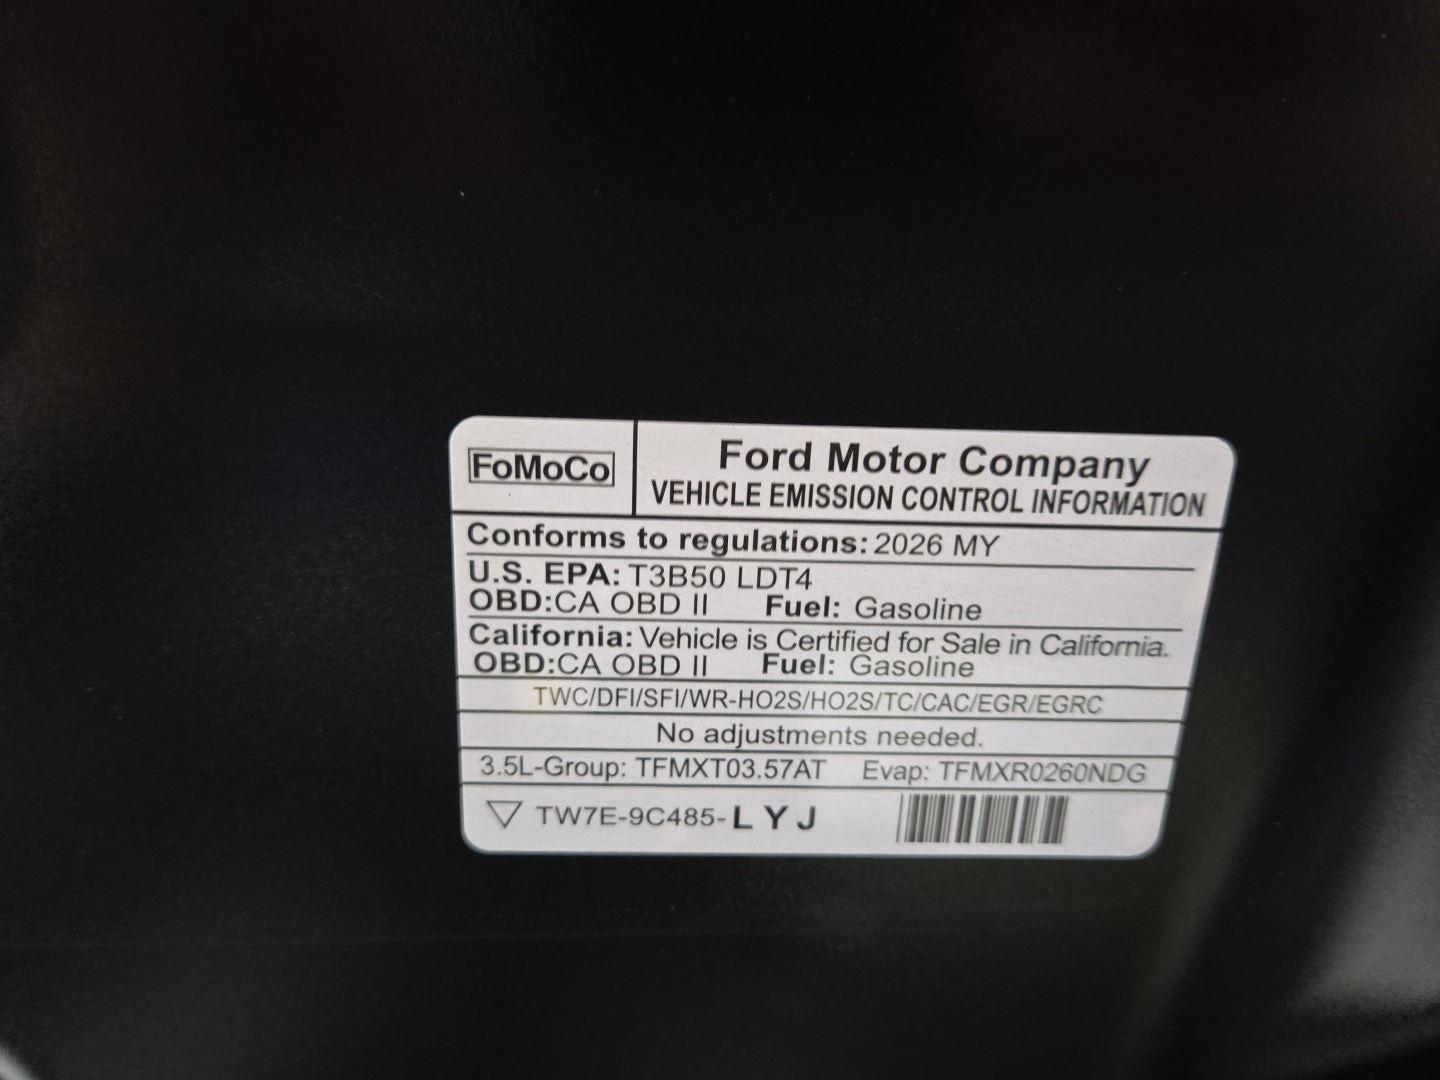 FoMoCo
Ford Motor Company
VEHICLE EMISSION CONTROL INFORMATION
Conforms to regulations: 2026 MY
U.S. EPA: T3B50 LDT4
OBD:CA OBD II Fuel: Gasoline
California: Vehicle is Certified for Sale in California.
OBD:CA OBD II Fuel: Gasoline
TWC/DFI/SFI/WR-HO2S/HO2S/TC/CAC/EGR/EGRC
No adjustments needed.
3.5L-Group: TFMXT03.57AT Evap: TFMXR0260NDG
TW7E-9C485-LYJ